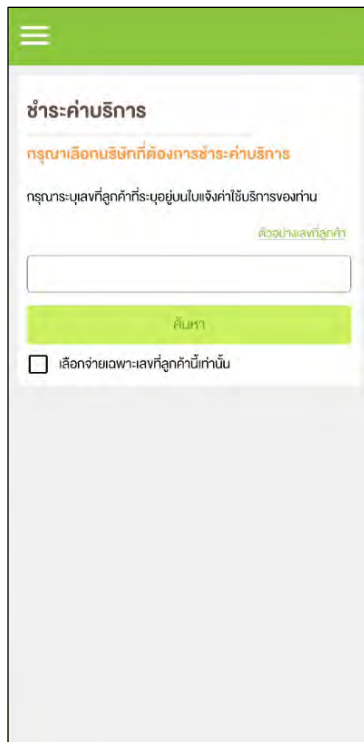 ชำระค่าบริการ
กรุณาเลือกบริษัทที่ต้องการชำระค่าบริการ
กรุณาระบุเลขที่ลูกค้าที่ระบุอยู่บนใบแจ้งค่าใช้บริการของท่าน
ตัวอย่างเลขที่ลูกค้า
ค้นหา
เลือกจ่ายเฉพาะเลขที่ลูกค้านี้เท่านั้น